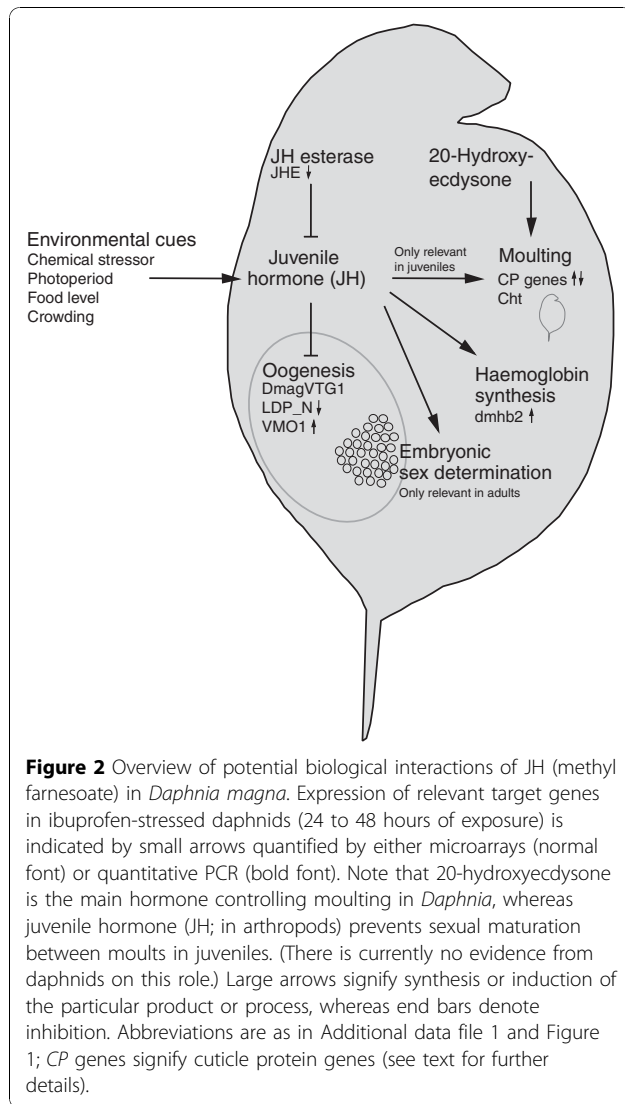 JH esterase
JHE ↓
20-Hydroxy-
ecdysone
Environmental cues
Chemical stressor
Photoperiod
Food level
Crowding
Juvenile
hormone (JH)
Only relevant
in juveniles
Moulting
CP genes ↑↓
Cht
Oogenesis
DmagVTG1
LDP_N ↓
VMO1 ↑
Haemoglobin
synthesis
dmhb2 ↑
Embryonic
sex determination
Only relevant in adults
Figure 2 Overview of potential biological interactions of JH (methyl
farnesoate) in Daphnia magna. Expression of relevant target genes
in ibuprofen-stressed daphnids (24 to 48 hours of exposure) is
indicated by small arrows quantified by either microarrays (normal
font) or quantitative PCR (bold font). Note that 20-hydroxyecdysone
is the main hormone controlling moulting in Daphnia, whereas
juvenile hormone (JH; in arthropods) prevents sexual maturation
between moults in juveniles. (There is currently no evidence from
daphnids on this role.) Large arrows signify synthesis or induction of
the particular product or process, whereas end bars denote
inhibition. Abbreviations are as in Additional data file 1 and Figure
1; CP genes signify cuticle protein genes (see text for further
details).